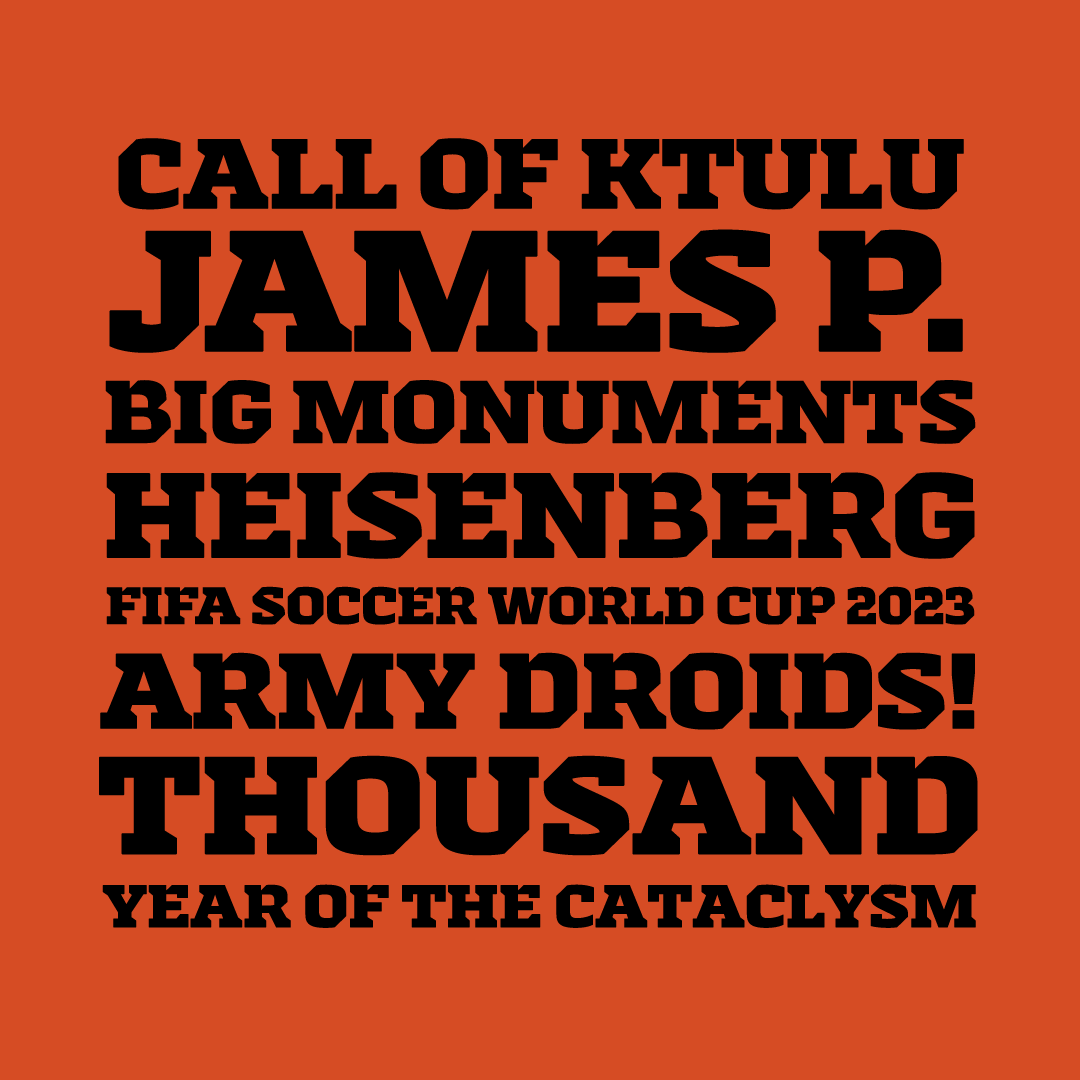 CALL OF KTULU
JAMES P.
BIG MONUMENTS
HEISENBERG
FIFA SOCCER WORLD CUP 2023
ARMY DROIDS!
THOUSAND
YEAR OF THE CATACLYSM